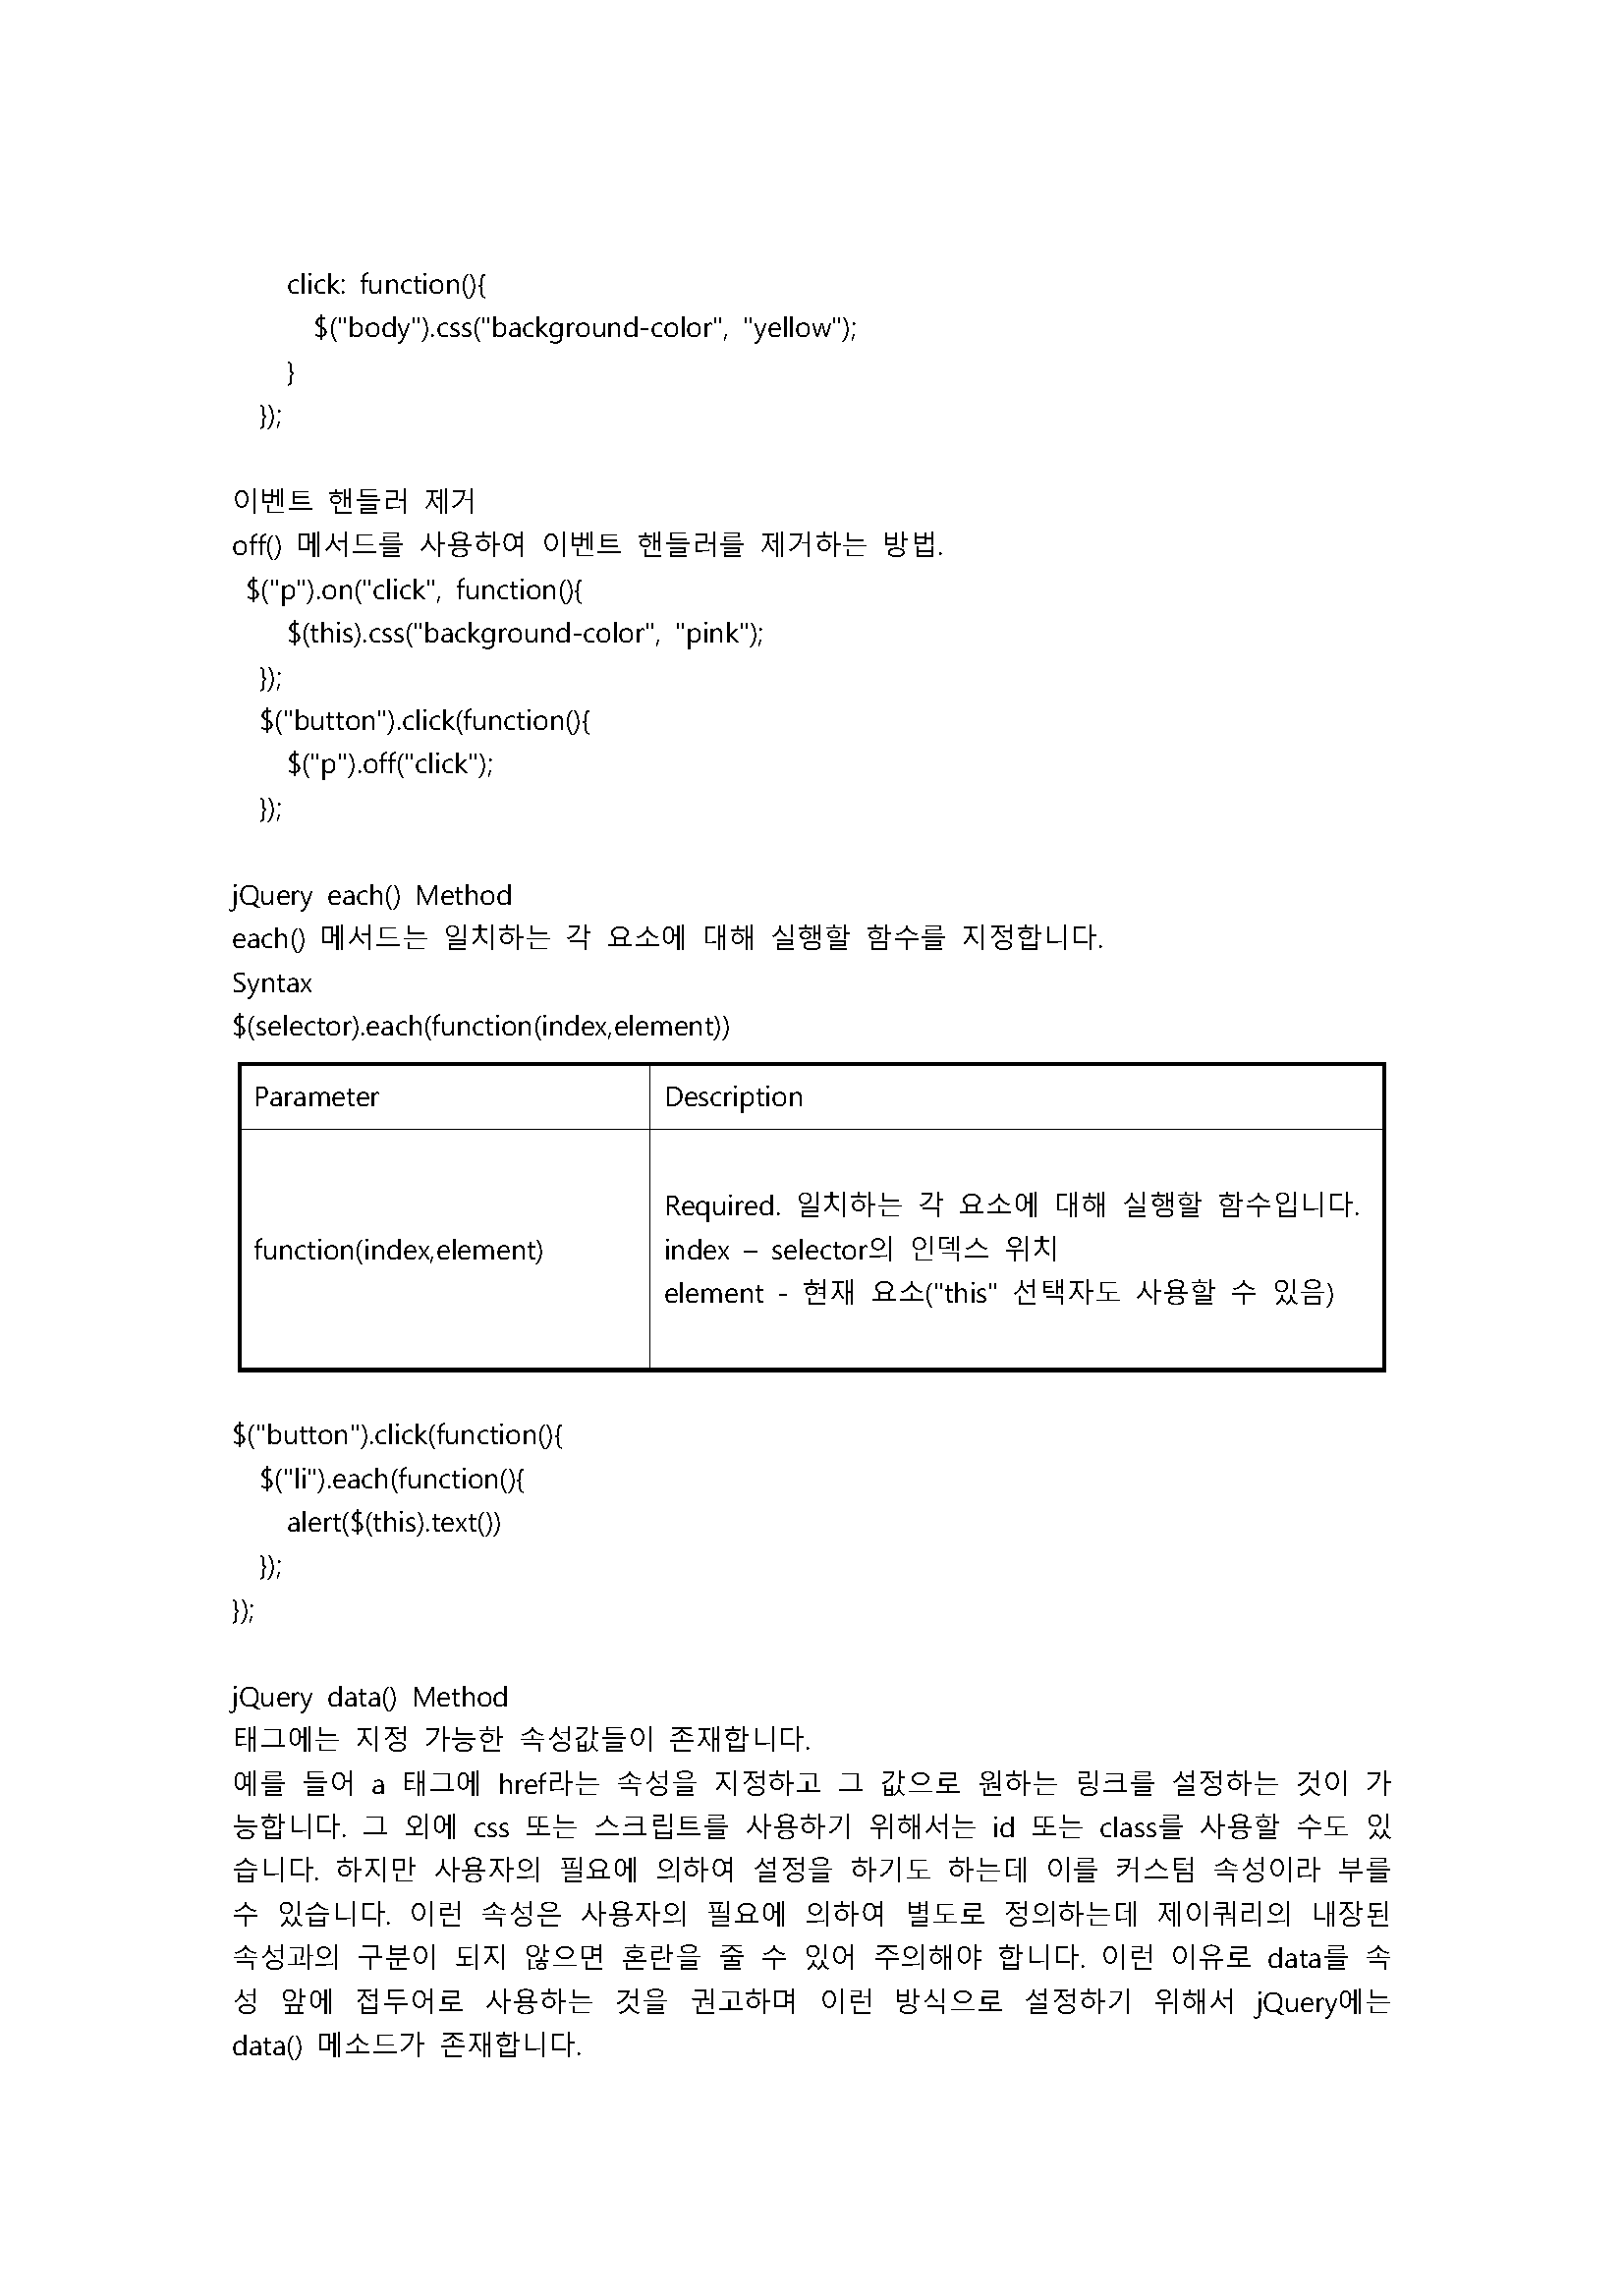 click: function(){
$("body").css("background-color", "yellow");
}
});
이벤트 핸들러 제거
off() 메서드를 사용하여 이벤트 핸들러를 제거하는 방법.
$("p").on("click", function(){
$(this).css("background-color", "pink");
});
$("button").click(function(){
$("p").off("click");
});
jQuery each() Method
each() 메서드는 일치하는 각 요소에 대해 실행할 함수를 지정합니다.
Syntax
$(selector).each(function(index,element))
Parameter
Description
function(index,element)
Required. 일치하는 각 요소에 대해 실행할 함수입니다.
index – selector의 인덱스 위치
element - 현재 요소("this" 선택자도 사용할 수 있음)
$("button").click(function(){
$("li").each(function(){
alert($(this).text())
});
});
jQuery data() Method
태그에는 지정 가능한 속성값들이 존재합니다.
예를 들어 a 태그에 href라는 속성을 지정하고 그 값으로 원하는 링크를 설정하는 것이 가
능합니다. 그 외에 css 또는 스크립트를 사용하기 위해서는 id 또는 class를 사용할 수도 있
습니다. 하지만 사용자의 필요에 의하여 설정을 하기도 하는데 이를 커스텀 속성이라 부를
수 있습니다. 이런 속성은 사용자의 필요에 의하여 별도로 정의하는데 제이쿼리의 내장된
속성과의 구분이 되지 않으면 혼란을 줄 수 있어 주의해야 합니다. 이런 이유로 data를 속
성 앞에 접두어로 사용하는 것을 권고하며 이런 방식으로 설정하기 위해서 jQuery에는
data() 메소드가 존재합니다.